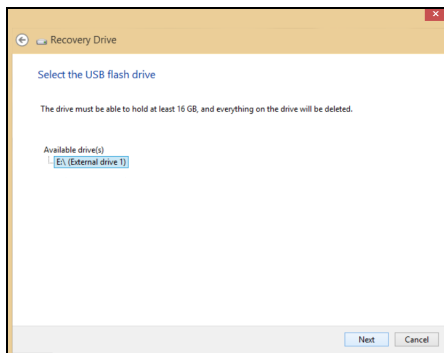 Recovery Drive
Select the USB flash drive
The drive must be able to hold at least 16 GB, and everything on the drive will be deleted.
Available drive(s)
E:\ (External drive 1)
Next Cancel